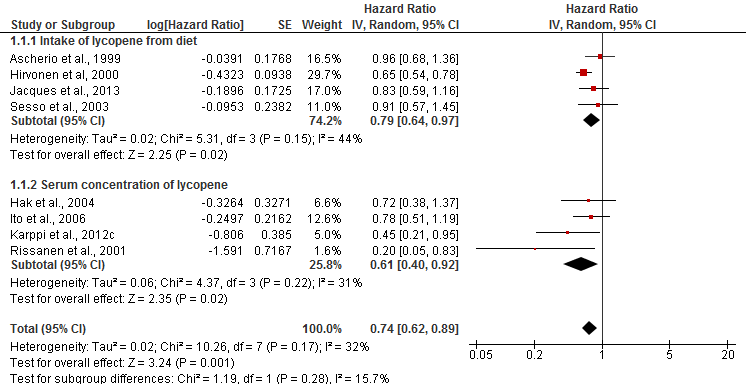 Hazard Ratio Hazard Ratio
Study or Subgroup log[Hazard Ratio] SE Weight IV, Random, 95% CI IV, Random, 95% CI
1.1.1 Intake of lycopene from diet
Ascherio et al., 1999 -0.0391 0.1768 16.5% 0.96 [0.68, 1.36]
Hirvonen et al, 2000 -0.4323 0.0938 29.7% 0.65 [0.54, 0.78]
Jacques et al., 2013 -0.1896 0.1725 17.0% 0.83 [0.59, 1.16]
Sesso et al., 2003 -0.0953 0.2382 11.0% 0.91 [0.57, 1.45]
Subtotal (95% CI) 74.2% 0.79 [0.64, 0.97]
Heterogeneity: Tau² = 0.02; Chi² = 5.31, df = 3 (P = 0.15); I² = 44%
Test for overall effect: Z = 2.25 (P = 0.02)
1.1.2 Serum concentration of lycopene
Hak et al., 2004 -0.3264 0.3271 6.6% 0.72 [0.38, 1.37]
Ito et al., 2006 -0.2497 0.2162 12.6% 0.78 [0.51, 1.19]
Karppi et al., 2012c -0.806 0.385 5.0% 0.45 [0.21, 0.95]
Rissanen et al., 2001 -1.591 0.7167 1.6% 0.20 [0.05, 0.83]
Subtotal (95% CI) 25.8% 0.61 [0.40, 0.92]
Heterogeneity: Tau² = 0.06; Chi² = 4.37, df = 3 (P = 0.22); I² = 31%
Test for overall effect: Z = 2.35 (P = 0.02)
Total (95% CI) 100.0% 0.74 [0.62, 0.89]
Heterogeneity: Tau² = 0.02; Chi² = 10.26, df = 7 (P = 0.17); I² = 32%
Test for overall effect: Z = 3.24 (P = 0.001)
Test for subgroup differences: Chi² = 1.19, df = 1 (P = 0.28), I² = 15.7%
0.05 0.2 1 5 20